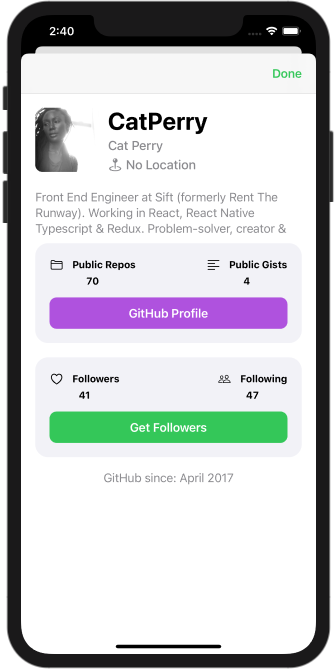 2:40
Done
CatPerry
Cat Perry
No Location
Front End Engineer at Sift (formerly Rent The
Runway). Working in React, React Native
Typescript & Redux. Problem-solver, creator &
Public Repos Public Gists
70 4
GitHub Profile
Followers Following
41 47
Get Followers
GitHub since: April 2017